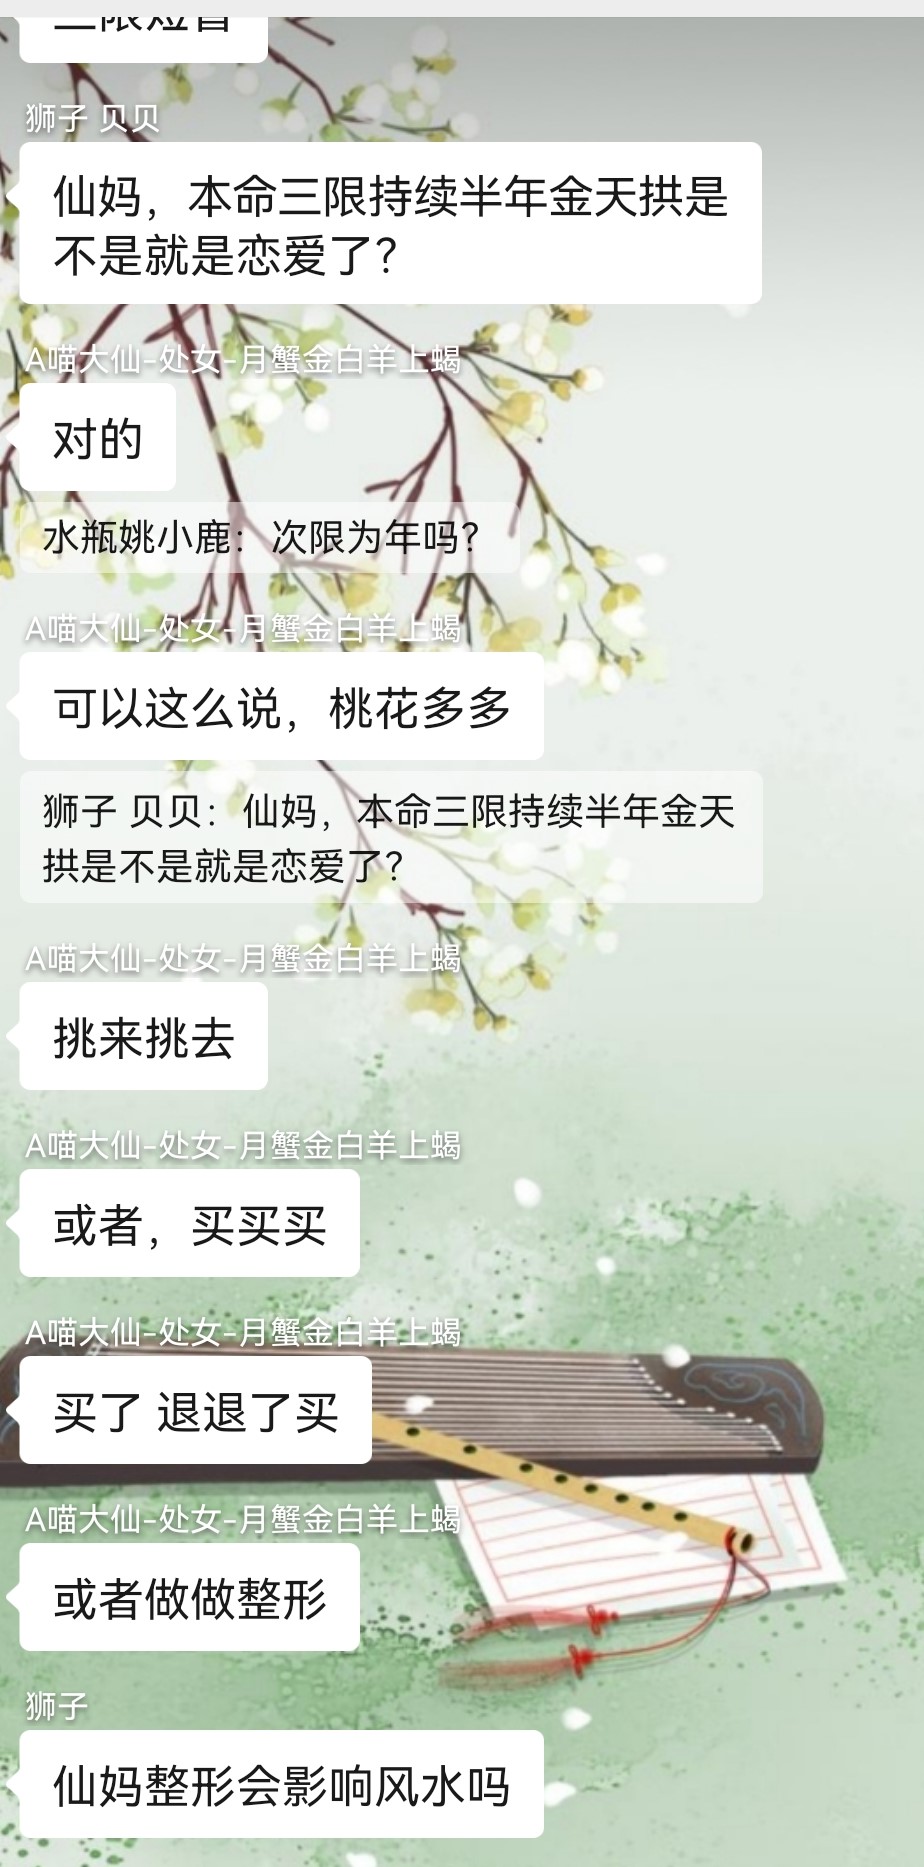 三限短暂
狮子 贝贝
仙妈，本命三限持续半年金天拱是
不是就是恋爱了？
A喵大仙-处女-月蟹金白羊上蝎
对的
水瓶姚小鹿：次限为年吗？
A喵大仙-处女-月蟹金白羊上蝎
可以这么说，桃花多多
狮子 贝贝：仙妈，本命三限持续半年金天
拱是不是就是恋爱了？
A喵大仙-处女-月蟹金白羊上蝎
挑来挑去
A喵大仙-处女-月蟹金白羊上蝎
或者，买买买
A喵大仙-处女-月蟹金白羊上蝎
买了 退退了买
A喵大仙-处女-月蟹金白羊上蝎
或者做做整形
狮子
仙妈整形会影响风水吗